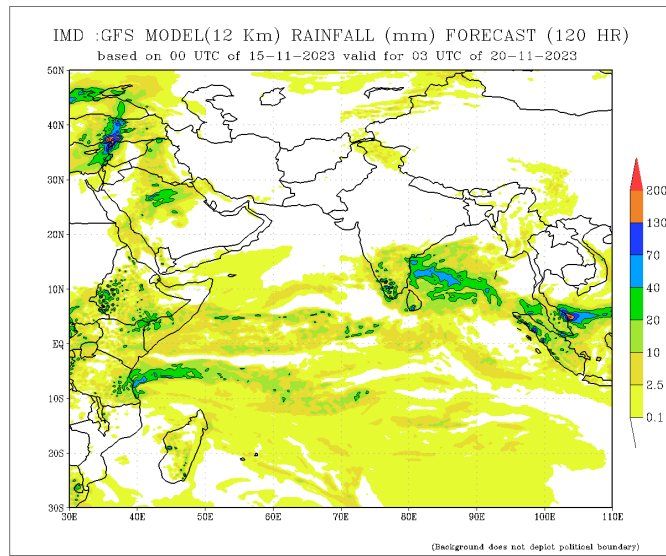 IMD :GFS MODEL(12 Km) RAINFALL (mm) FORECAST (120 HR)
based on 00 UTC of 15-11-2023 valid for 03 UTC of 20-11-2023
50N
40N
30N
20N
10N
EQ
10S
20S
30S
30E 40E 50E 60E 70E 80E 90E 100E 110E
200
130
70
40
20
10
2.5
0.1
(Background does not depict political boundary)